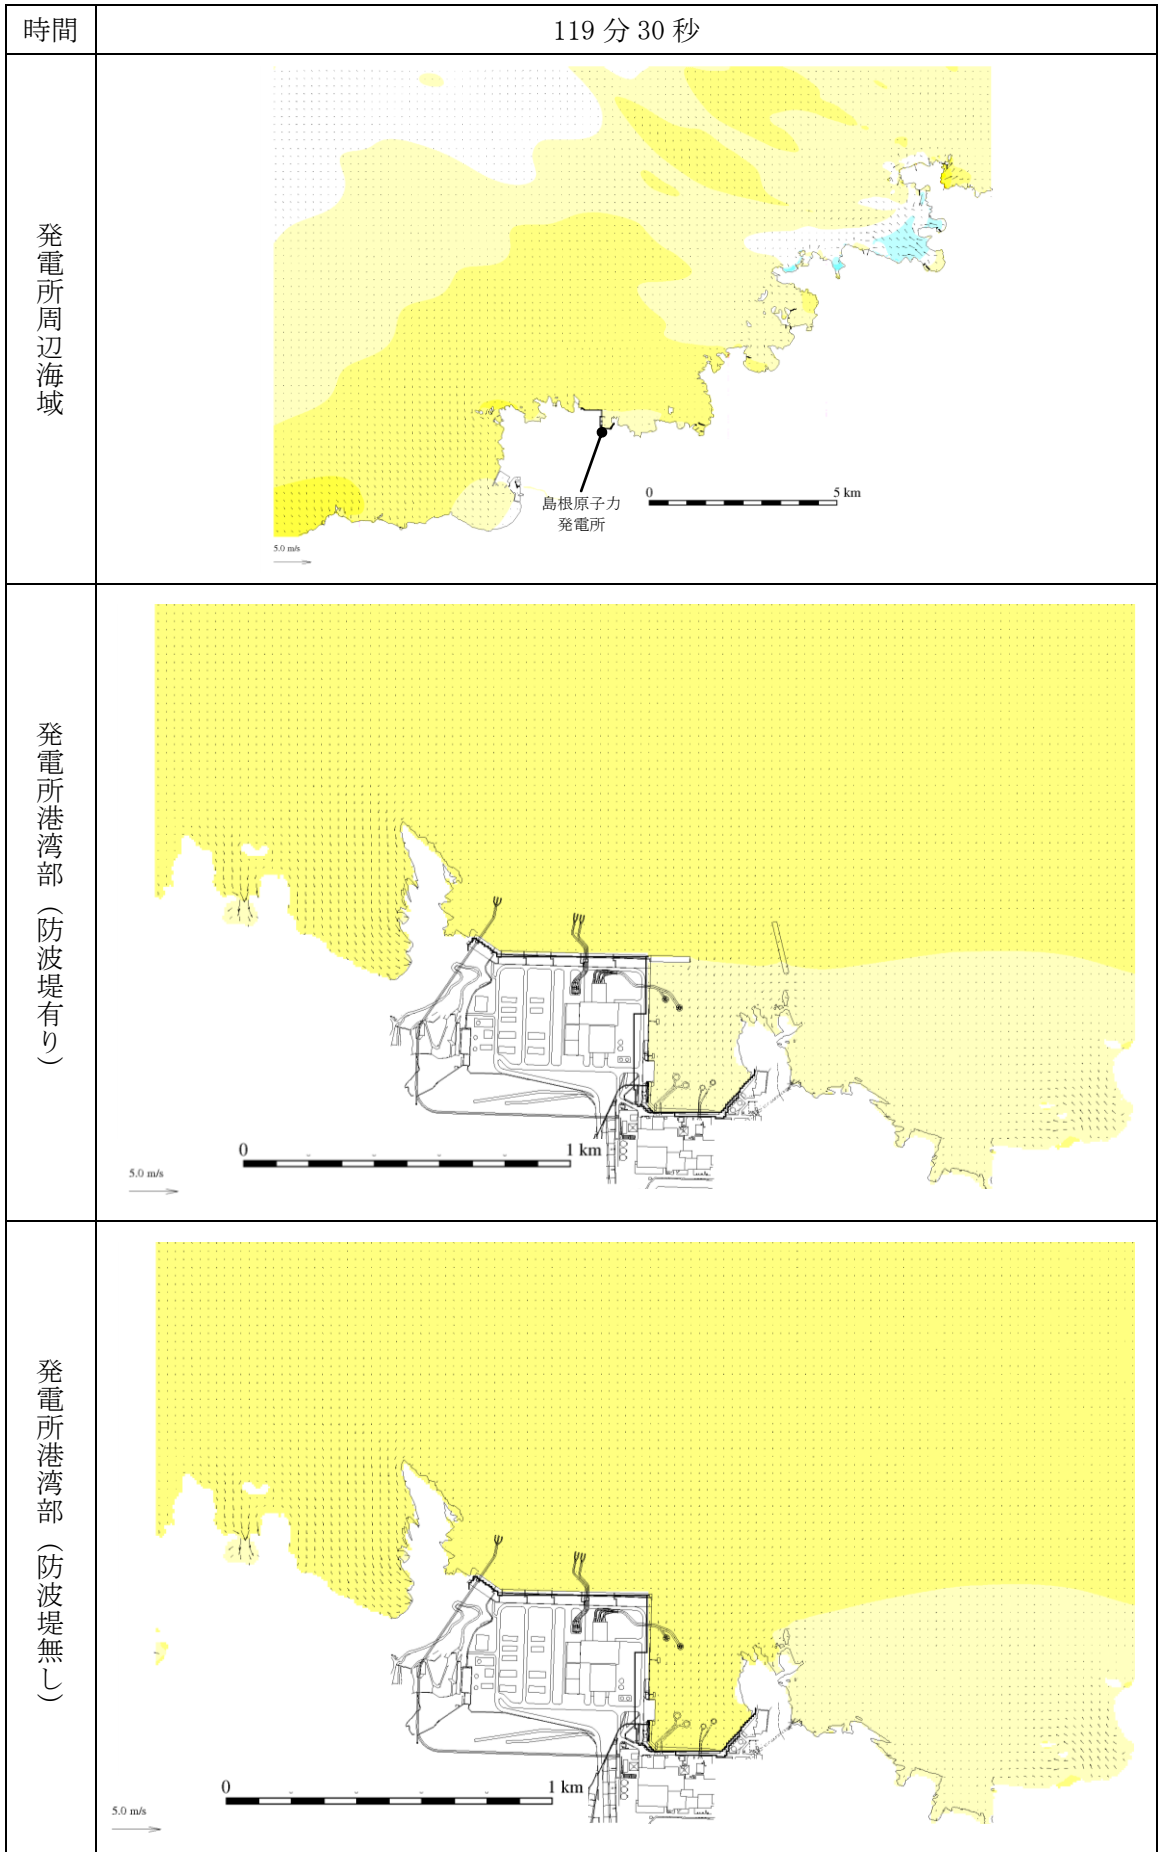 時間
119 分 30 秒
発電所周辺海域
島根原子力
発電所
0
5 km
5.0 m/s
発電所港湾部（防波堤有り）
0
1 km
5.0 m/s
発電所港湾部（防波堤無し）
0
1 km
5.0 m/s